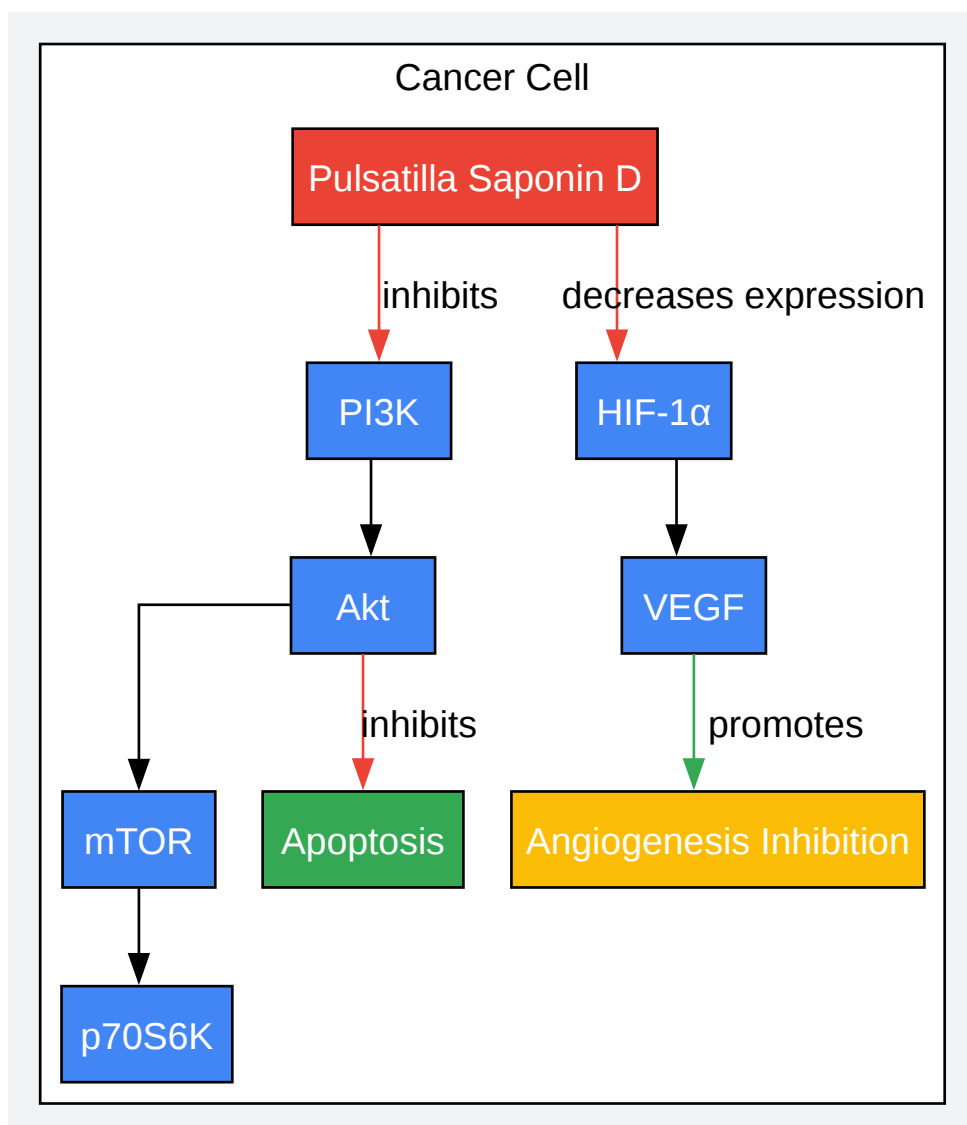 Cancer Cell
Pulsatilla Saponin D
inhibits
decreases expression
PI3K
HIF-1α
Akt
VEGF
inhibits
promotes
mTOR
Apoptosis
Angiogenesis Inhibition
p70S6K